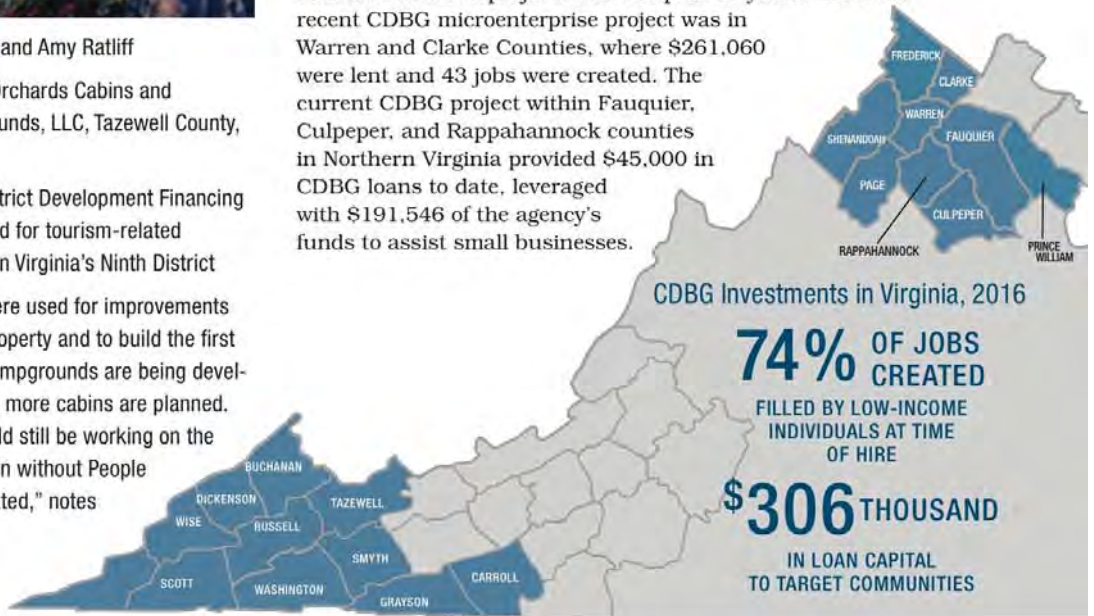 and Amy Ratliff
Orchards Cabins and
unds, LLC, Tazewell County,
trict Development Financing
d for tourism-related
n Virginia's Ninth District
ere used for improvements
operty and to build the first
mpgrounds are being devel-
more cabins are planned.
ld still be working on the
n without People
ted," notes
recent CDBG microenterprise project was in
Warren and Clarke Counties, where $261,060
were lent and 43 jobs were created. The
current CDBG project within Fauquier,
Culpeper, and Rappahannock counties
in Northern Virginia provided $45,000 in
CDBG loans to date, leveraged
with $191,546 of the agency's
funds to assist small businesses.
FREDERICK
CLARKE
WARREN
SHENANDOAH
FAUQUIER
PAGE
CULPEPER
RAPPAHANNOCK
PRINCE
WILLIAM
CDBG Investments in Virginia, 2016
74% OF JOBS
CREATED
FILLED BY LOW-INCOME
INDIVIDUALS AT TIME
OF HIRE
$306 THOUSAND
IN LOAN CAPITAL
TO TARGET COMMUNITIES
BUCHANAN
DICKENSON
TAZEWELL
WISE
RUSSELL
SMYTH
SCOTT
WASHINGTON
CARROLL
GRAYSON